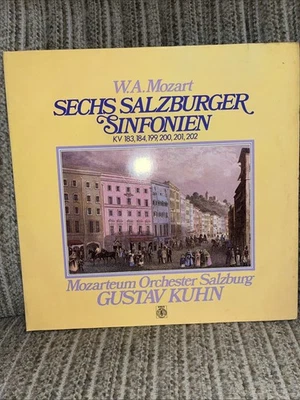 W.A. Mozart
SECHS SALZBURGER
SINFONIEN
KV 183, 184, 199, 200, 201, 202
Mozarteum Orchester Salzburg
GUSTAV KUHN